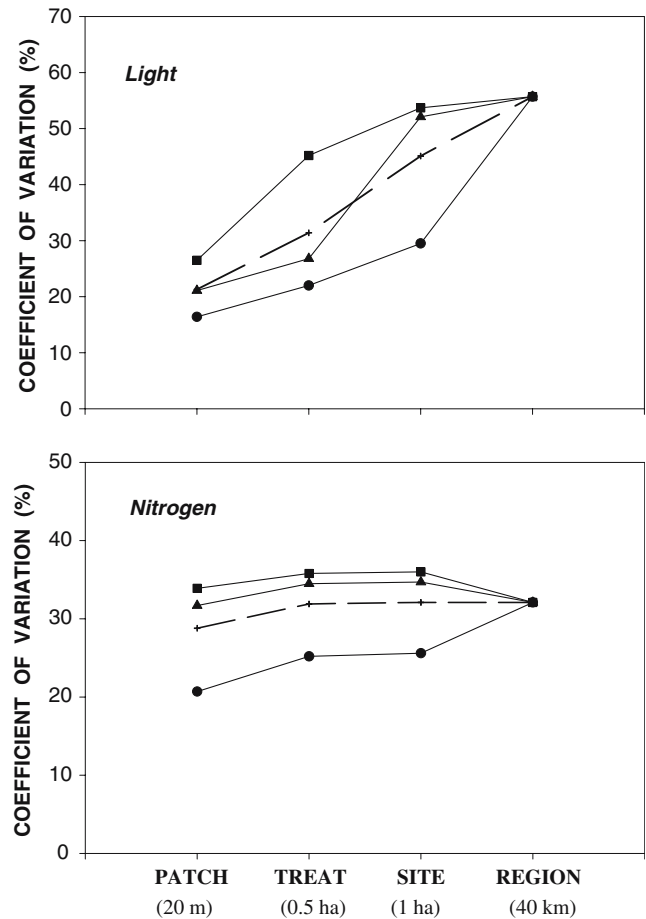 COEFFICIENT OF VARIATION (%)
70
60
50
40
30
20
10
0
Light
COEFFICIENT OF VARIATION (%)
50
40
30
20
10
0
Nitrogen
PATCH TREAT SITE REGION
(20 m) (0.5 ha) (1 ha) (40 km)